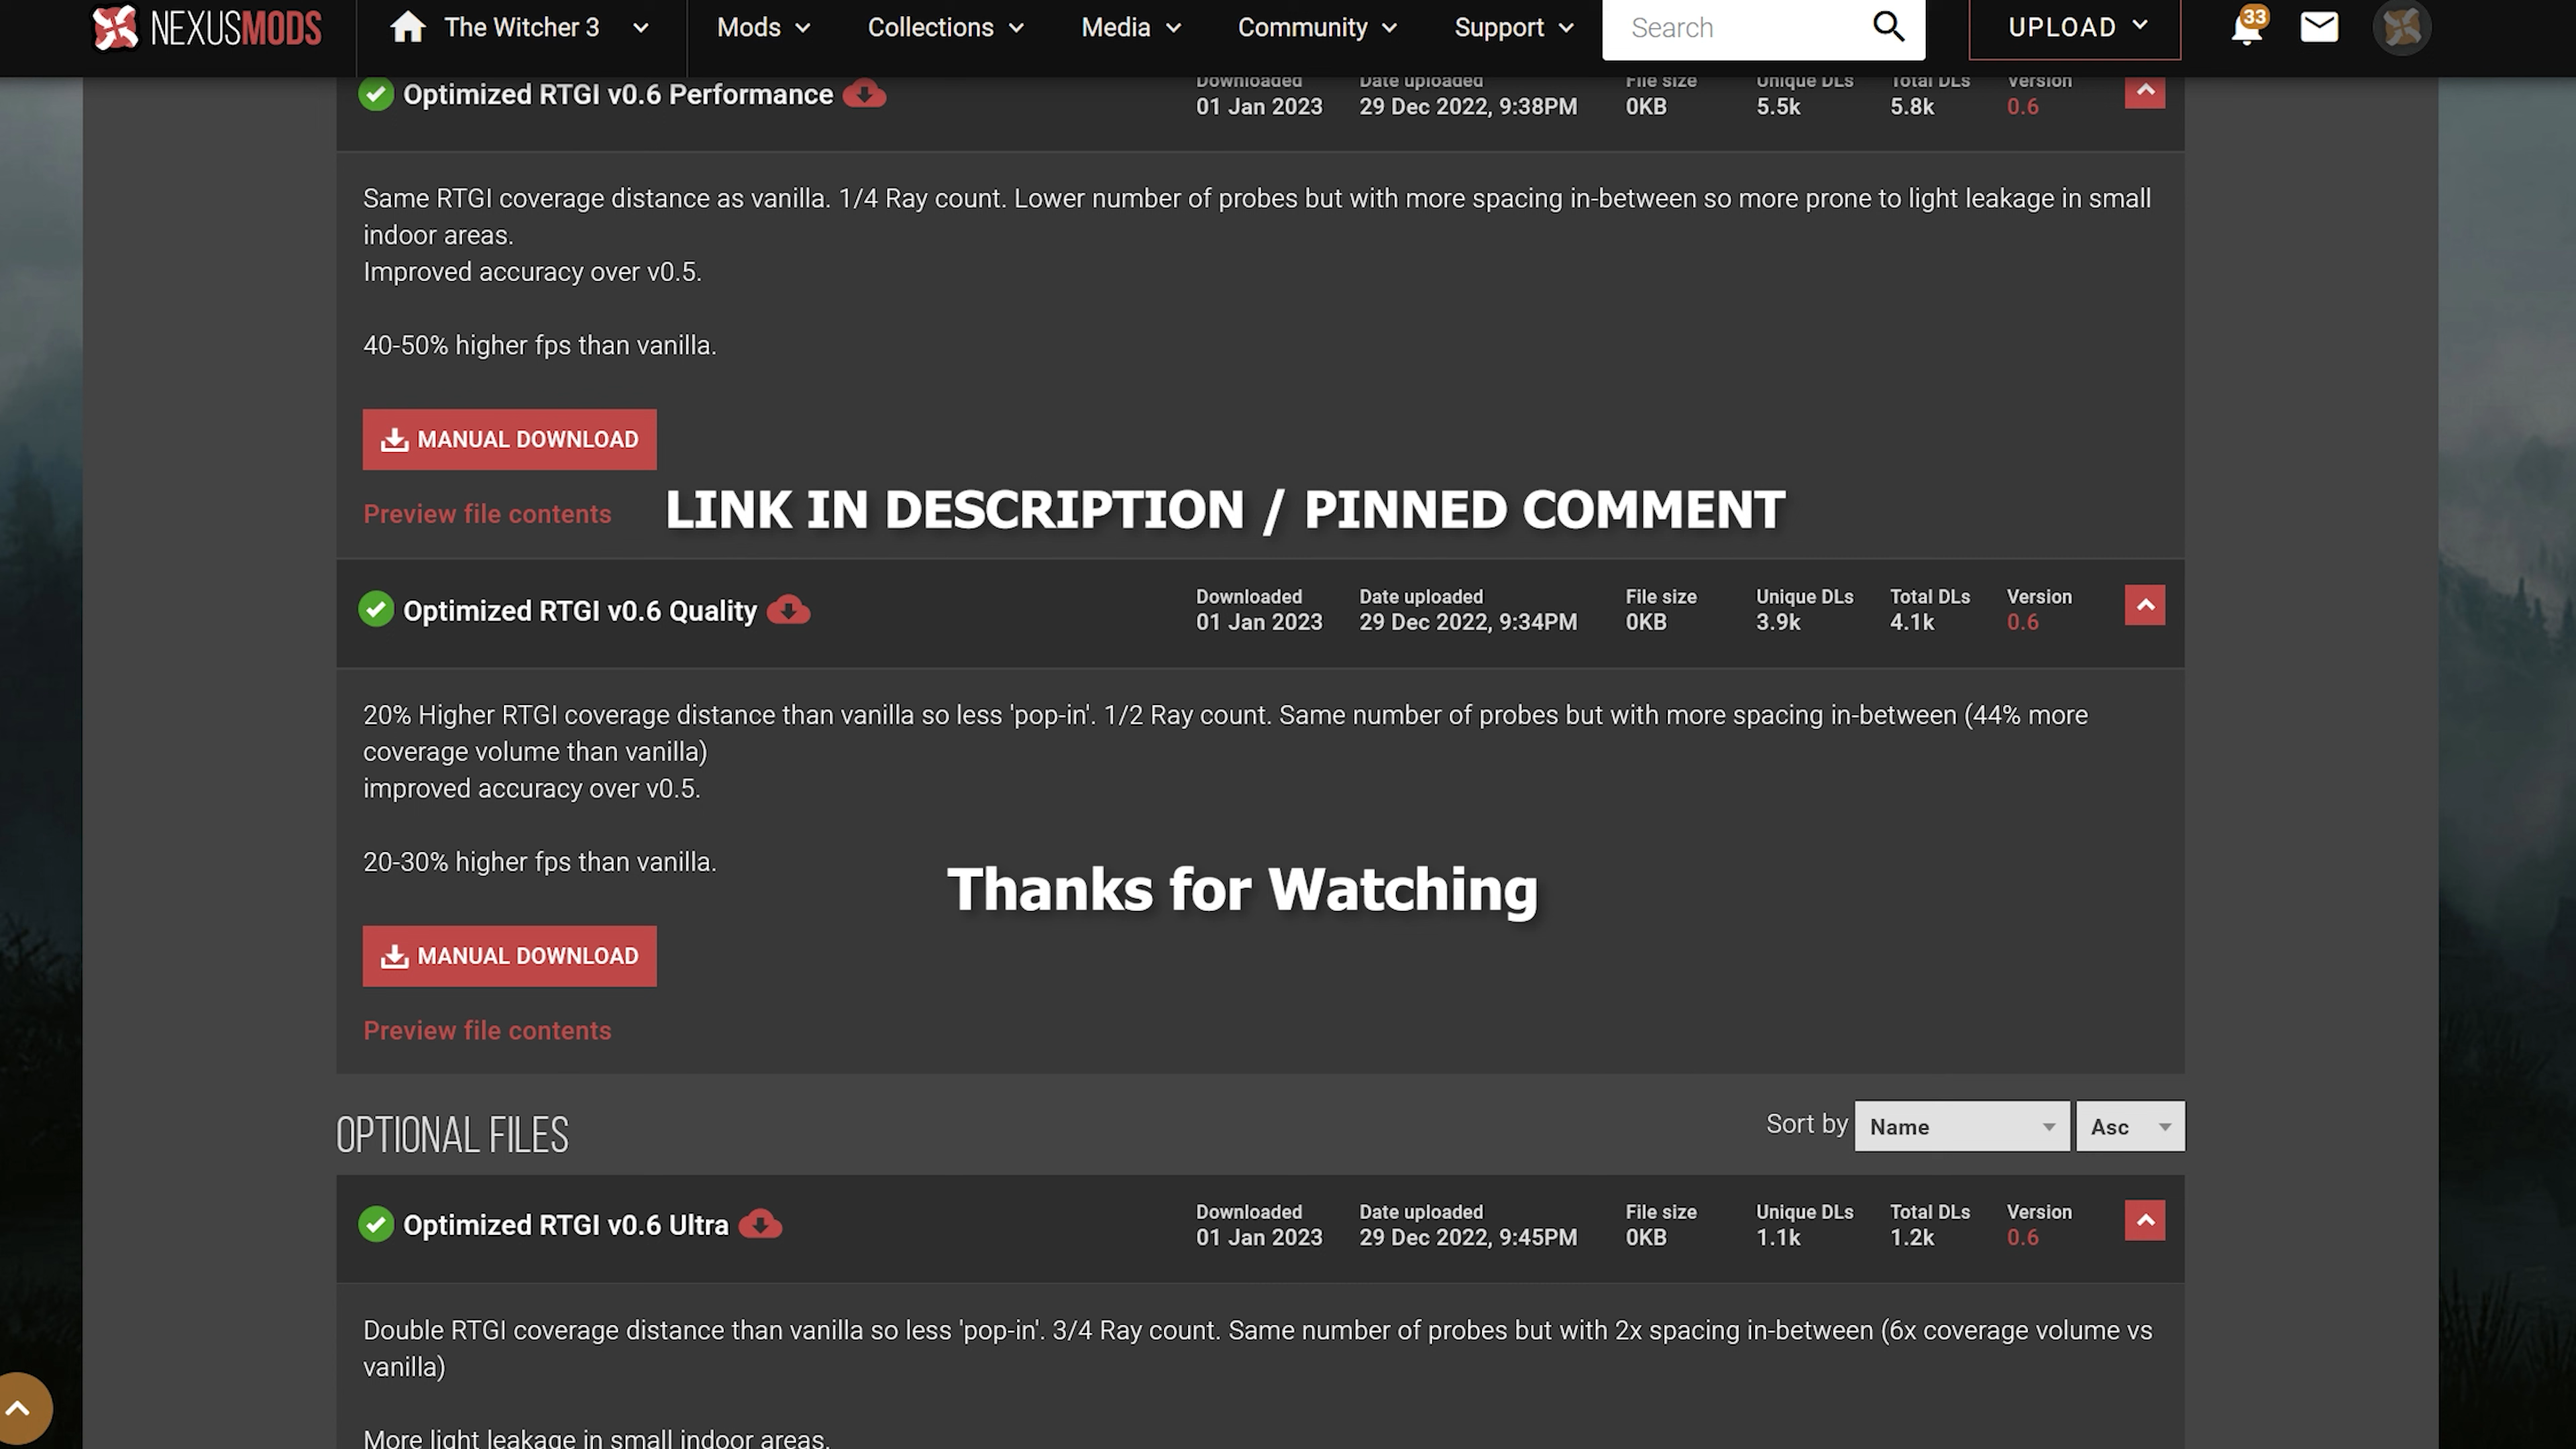 NEXUSMODS
The Witcher 3
Mods
Collections
Media
Community
Support
Search
UPLOAD
33
Optimized RTGI v0.6 Performance
Downloaded
01 Jan 2023
Date uploaded
29 Dec 2022, 9:38PM
File size
0KB
Unique DLs
5.5k
Total DLs
5.8k
Version
0.6
Same RTGI coverage distance as vanilla. 1/4 Ray count. Lower number of probes but with more spacing in-between so more prone to light leakage in small
indoor areas.
Improved accuracy over v0.5.
40-50% higher fps than vanilla.
MANUAL DOWNLOAD
Preview file contents
LINK IN DESCRIPTION / PINNED COMMENT
Optimized RTGI v0.6 Quality
Downloaded
01 Jan 2023
Date uploaded
29 Dec 2022, 9:34PM
File size
0KB
Unique DLs
3.9k
Total DLs
4.1k
Version
0.6
20% Higher RTGI coverage distance than vanilla so less 'pop-in'. 1/2 Ray count. Same number of probes but with more spacing in-between (44% more
coverage volume than vanilla)
improved accuracy over v0.5.
20-30% higher fps than vanilla.
Thanks for Watching
MANUAL DOWNLOAD
Preview file contents
OPTIONAL FILES
Sort by
Name
Asc
Optimized RTGI v0.6 Ultra
Downloaded
01 Jan 2023
Date uploaded
29 Dec 2022, 9:45PM
File size
0KB
Unique DLs
1.1k
Total DLs
1.2k
Version
0.6
Double RTGI coverage distance than vanilla so less 'pop-in'. 3/4 Ray count. Same number of probes but with 2x spacing in-between (6x coverage volume vs
vanilla)
More light leakage in small indoor areas.